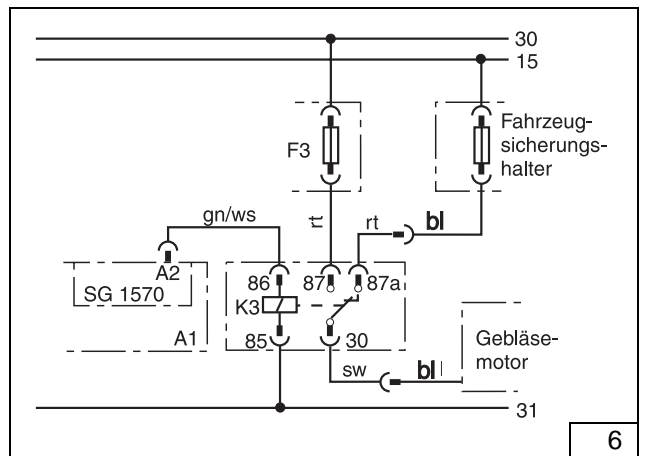 30
15
F3
Fahrzeug-
sicherungs-
halter
gn/ws
rt
rt
bl
A2
SG 1570
A1
86
87
87a
K3
85
30
Gebläse-
motor
sw
bl
31
6